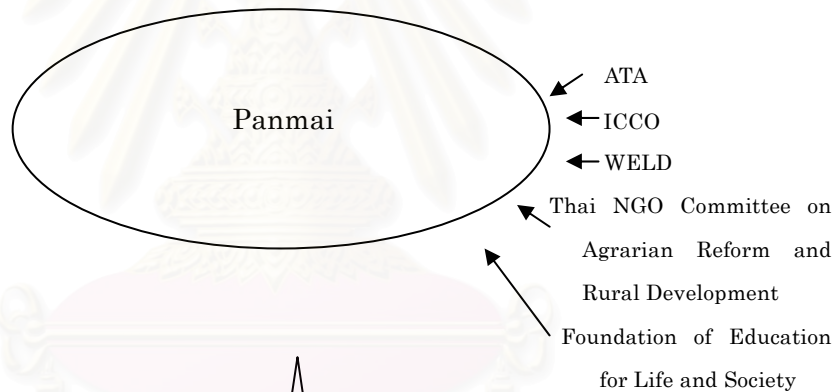 Panmai
ATA
ICCO
WELD
Thai NGO Committee on
Agrarian Reform and
Rural Development
Foundation of Education
for Life and Society